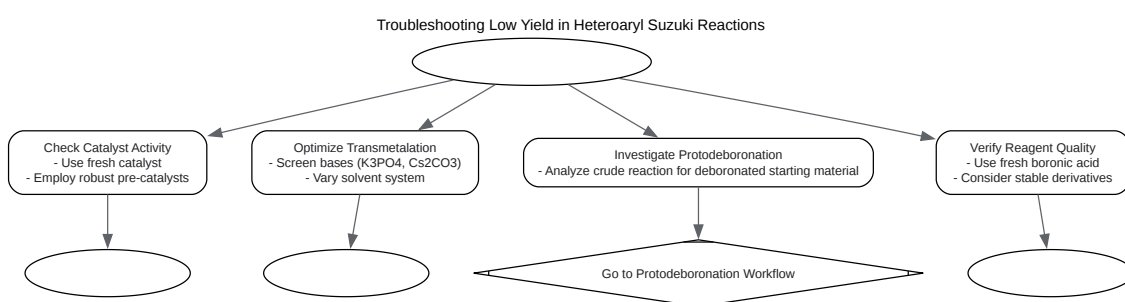 Troubleshooting Low Yield in Heteroaryl Suzuki Reactions
Check Catalyst Activity
- Use fresh catalyst
- Employ robust pre-catalysts
Optimize Transmetalation
- Screen bases (K3PO4, Cs2CO3)
- Vary solvent system
Investigate Protodeboronation
- Analyze crude reaction for deboronated starting material
Verify Reagent Quality
- Use fresh boronic acid
- Consider stable derivatives
Go to Protodeboronation Workflow